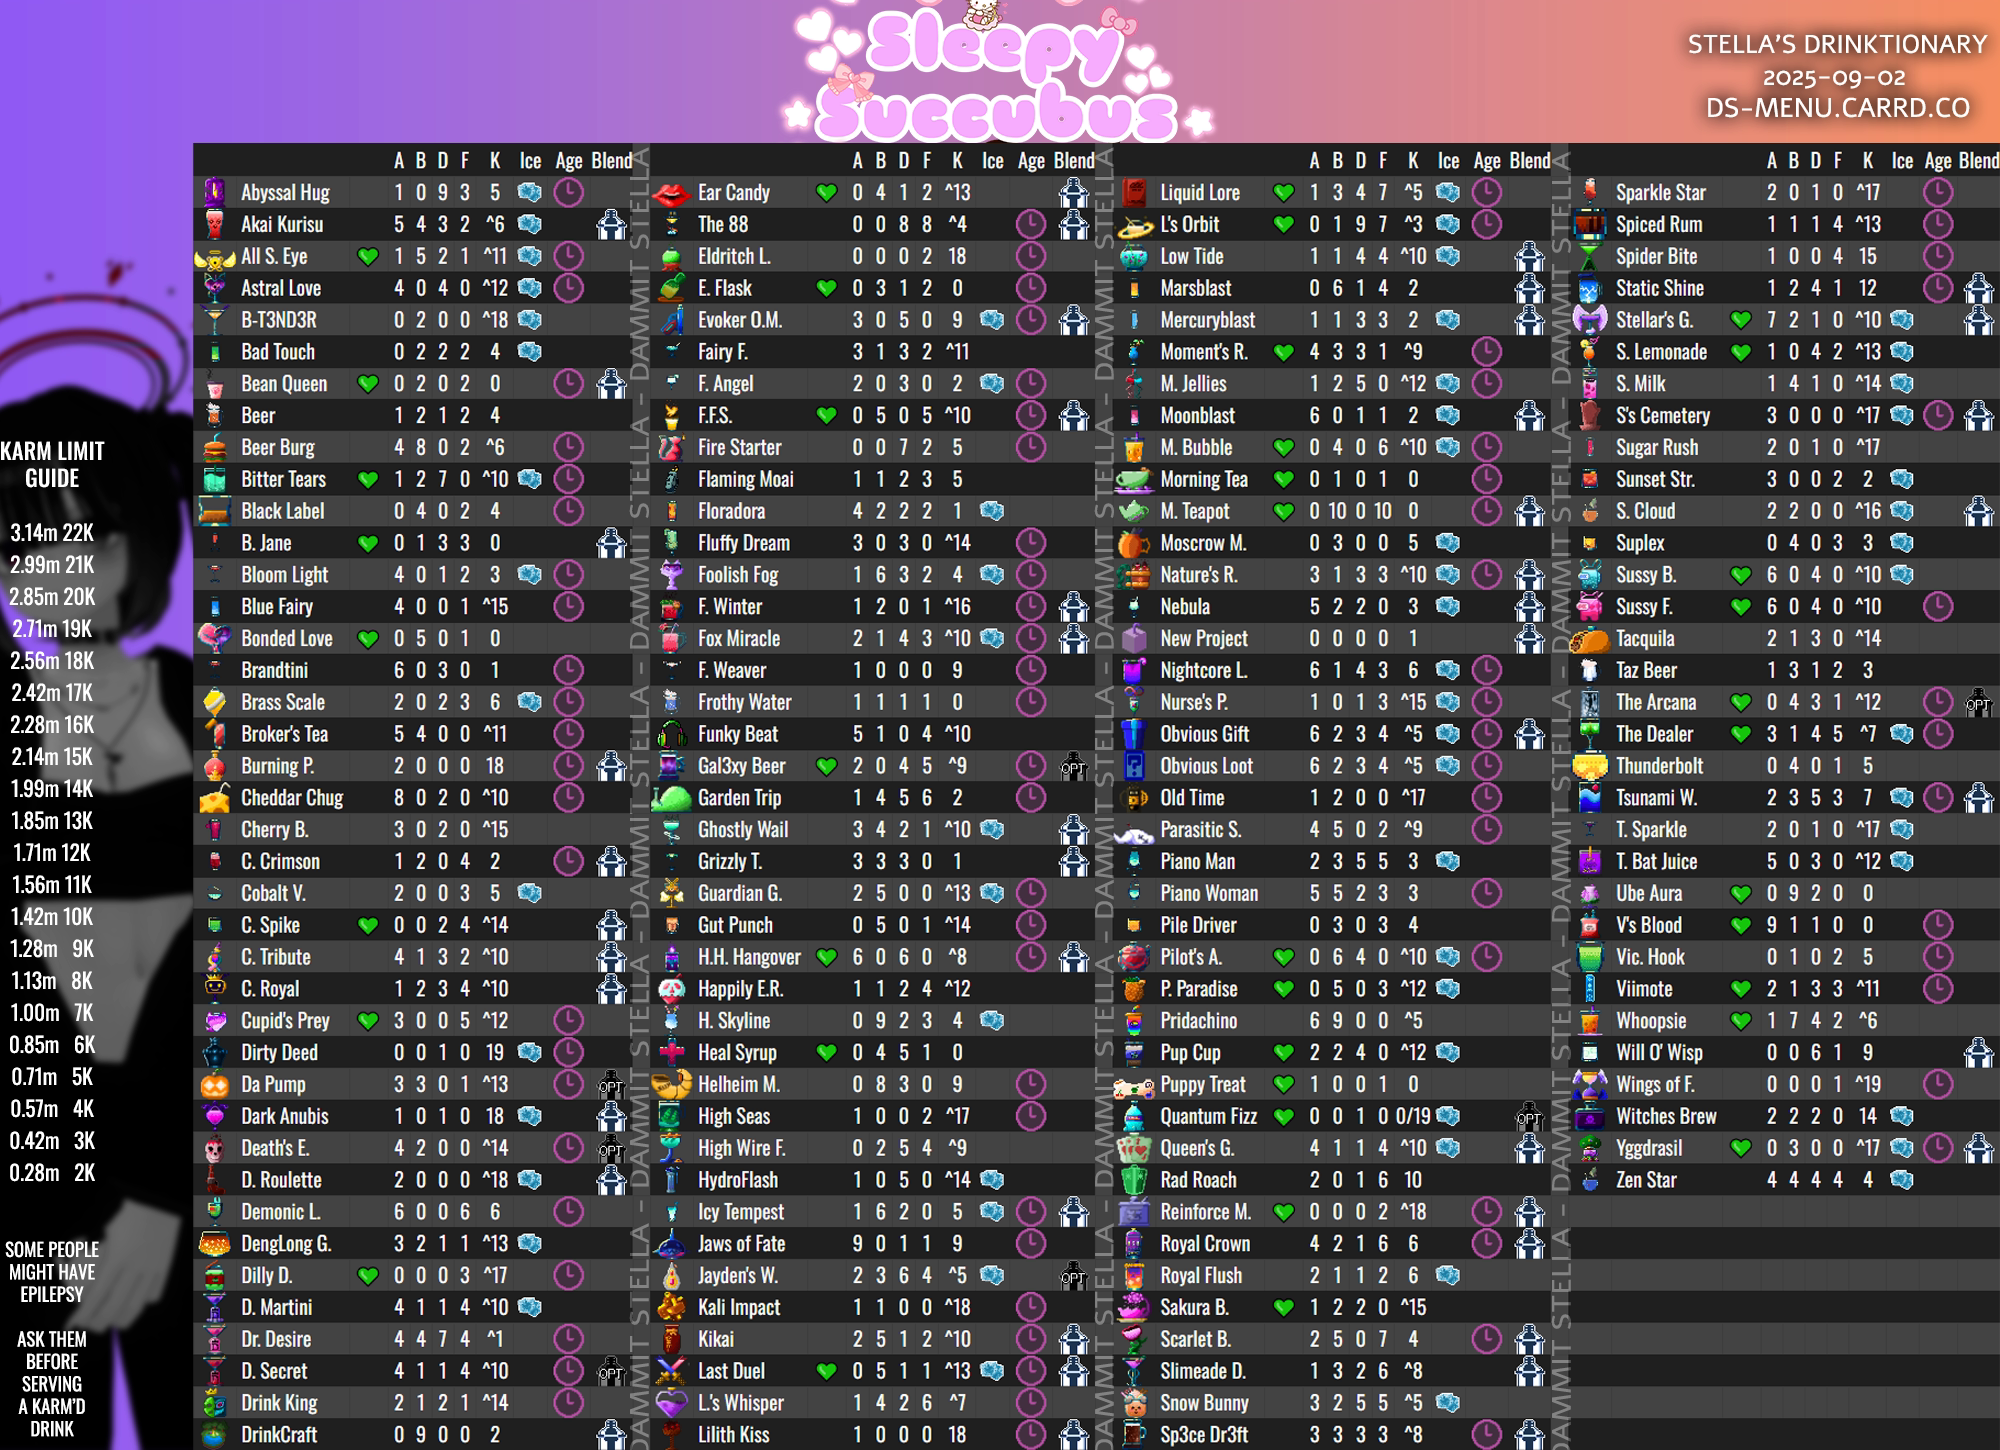 Sleepy
Succubus
STELLA'S DRINKTIONARY
2025-09-02
DS-MENU.CARRD.CO
KARM LIMIT
GUIDE
3.14m 22K
2.99m 21K
2.85m 20K
2.71m 19K
2.56m 18K
2.42m 17K
2.28m 16K
2.14m 15K
1.99m 14K
1.85m 13K
1.71m 12K
1.56m 11K
1.42m 10K
1.28m 9K
1.13m 8K
1.00m 7K
0.85m 6K
0.71m 5K
0.57m 4K
0.42m 3K
0.28m 2K
SOME PEOPLE
MIGHT HAVE
EPILEPSY
ASK THEM
BEFORE
SERVING
A KARM'D
DRINK
A B D F K Ice Age Blend
Abyssal Hug 1 0 9 3 5
Akai Kurisu 5 4 3 2 ^6
All S. Eye 1 5 2 1 ^11
Astral Love 4 0 4 0 ^12
B-T3ND3R 0 2 0 0 ^18
Bad Touch 0 2 2 2 4
Bean Queen 0 2 0 2 0
Beer 1 2 1 2 4
Beer Burg 4 8 0 2 ^6
Bitter Tears 1 2 7 0 ^10
Black Label 0 4 0 2 4
B. Jane 0 1 3 3 0
Bloom Light 4 0 1 2 3
Blue Fairy 4 0 0 1 ^15
Bonded Love 0 5 0 1 0
Brandtini 6 0 3 0 1
Brass Scale 2 0 2 3 6
Broker's Tea 5 4 0 0 ^11
Burning P. 2 0 0 0 18
Cheddar Chug 8 0 2 0 ^10
Cherry B. 3 0 2 0 ^15
C. Crimson 1 2 0 4 2
Cobalt V. 2 0 0 3 5
C. Spike 0 0 2 4 ^14
C. Tribute 4 1 3 2 ^10
C. Royal 1 2 3 4 ^10
Cupid's Prey 3 0 0 5 ^12
Dirty Deed 0 0 1 0 19
Da Pump 3 3 0 1 ^13 OPT
Dark Anubis 1 0 1 0 18
Death's E. 4 2 0 0 ^14 OPT
D. Roulette 2 0 0 0 ^18
Demonic L. 6 0 0 6 6
DengLong G. 3 2 1 1 ^13
Dilly D. 0 0 0 3 ^17
D. Martini 4 1 1 4 ^10
Dr. Desire 4 4 7 4 ^1
D. Secret 4 1 1 4 ^10 OPT
Drink King 2 1 2 1 ^14
DrinkCraft 0 9 0 0 2
DAMMIT STELLA - DAMMIT STELLA - DAMMIT STELLA - DAMMIT STELLA
A B D F K Ice Age Blend
Ear Candy 0 4 1 2 ^13
The 88 0 0 8 8 ^4
Eldritch L. 0 0 0 2 18
E. Flask 0 3 1 2 0
Evoker O.M. 3 0 5 0 9
Fairy F. 3 1 3 2 ^11
F. Angel 2 0 3 0 2
F.F.S. 0 5 0 5 ^10
Fire Starter 0 0 7 2 5
Flaming Moai 1 1 2 3 5
Floradora 4 2 2 2 1
Fluffy Dream 3 0 3 0 ^14
Foolish Fog 1 6 3 2 4
F. Winter 1 2 0 1 ^16
Fox Miracle 2 1 4 3 ^10
F. Weaver 1 0 0 0 9
Frothy Water 1 1 1 1 0
Funky Beat 5 1 0 4 ^10
Gal3xy Beer 2 0 4 5 ^9 OPT
Garden Trip 1 4 5 6 2
Ghostly Wail 3 4 2 1 ^10
Grizzly T. 3 3 3 0 1
Guardian G. 2 5 0 0 ^13
Gut Punch 0 5 0 1 ^14
H.H. Hangover 6 0 6 0 ^8
Happily E.R. 1 1 2 4 ^12
H. Skyline 0 9 2 3 4
Heal Syrup 0 4 5 1 0
Helheim M. 0 8 3 0 9
High Seas 1 0 0 2 ^17
High Wire F. 0 2 5 4 ^9
HydroFlash 1 0 5 0 ^14
Icy Tempest 1 6 2 0 5
Jaws of Fate 9 0 1 1 9
Jayden's W. 2 3 6 4 ^5 OPT
Kali Impact 1 1 0 0 ^18
Kikai 2 5 1 2 ^10
Last Duel 0 5 1 1 ^13
L.'s Whisper 1 4 2 6 ^7
Lilith Kiss 1 0 0 0 18
DAMMIT STELLA - DAMMIT STELLA - DAMMIT STELLA - DAMMIT STELLA
A B D F K Ice Age Blend
Liquid Lore 1 3 4 7 ^5
L's Orbit 0 1 9 7 ^3
Low Tide 1 1 4 4 ^10
Marsblast 0 6 1 4 2
Mercuryblast 1 1 3 3 2
Moment's R. 4 3 3 1 ^9
M. Jellies 1 2 5 0 ^12
Moonblast 6 0 1 1 2
M. Bubble 0 4 0 6 ^10
Morning Tea 0 1 0 1 0
M. Teapot 0 10 0 10 0
Moscrow M. 0 3 0 0 5
Nature's R. 3 1 3 3 ^10
Nebula 5 2 2 0 3
New Project 0 0 0 0 1
Nightcore L. 6 1 4 3 6
Nurse's P. 1 0 1 3 ^15
Obvious Gift 6 2 3 4 ^5
Obvious Loot 6 2 3 4 ^5
Old Time 1 2 0 0 ^17
Parasitic S. 4 5 0 2 ^9
Piano Man 2 3 5 5 3
Piano Woman 5 5 2 3 3
Pile Driver 0 3 0 3 4
Pilot's A. 0 6 4 0 ^10
P. Paradise 0 5 0 3 ^12
Pridachino 6 9 0 0 ^5
Pup Cup 2 2 4 0 ^12
Puppy Treat 1 0 0 1 0
Quantum Fizz 0 0 1 0 0/19 OPT
Queen's G. 4 1 1 4 ^10
Rad Roach 2 0 1 6 10
Reinforce M. 0 0 0 2 ^18
Royal Crown 4 2 1 6 6
Royal Flush 2 1 1 2 6
Sakura B. 1 2 2 0 ^15
Scarlet B. 2 5 0 7 4
Slimeade D. 1 3 2 6 ^8
Snow Bunny 3 2 5 5 ^5
Sp3ce Dr3ft 3 3 3 3 ^8
DAMMIT STELLA - DAMMIT STELLA - DAMMIT STELLA - DAMMIT STELLA
A B D F K Ice Age Blend
Sparkle Star 2 0 1 0 ^17
Spiced Rum 1 1 1 4 ^13
Spider Bite 1 0 0 4 15
Static Shine 1 2 4 1 12
Stellar's G. 7 2 1 0 ^10
S. Lemonade 1 0 4 2 ^13
S. Milk 1 4 1 0 ^14
S's Cemetery 3 0 0 0 ^17
Sugar Rush 2 0 1 0 ^17
Sunset Str. 3 0 0 2 2
S. Cloud 2 2 0 0 ^16
Suplex 0 4 0 3 3
Sussy B. 6 0 4 0 ^10
Sussy F. 6 0 4 0 ^10
Tacquila 2 1 3 0 ^14
Taz Beer 1 3 1 2 3
The Arcana 0 4 3 1 ^12 OPT
The Dealer 3 1 4 5 ^7
Thunderbolt 0 4 0 1 5
Tsunami W. 2 3 5 3 7
T. Sparkle 2 0 1 0 ^17
T. Bat Juice 5 0 3 0 ^12
Ube Aura 0 9 2 0 0
V's Blood 9 1 1 0 0
Vic. Hook 0 1 0 2 5
Viimote 2 1 3 3 ^11
Whoopsie 1 7 4 2 ^6
Will O' Wisp 0 0 6 1 9
Wings of F. 0 0 0 1 ^19
Witches Brew 2 2 2 0 14
Yggdrasil 0 3 0 0 ^17
Zen Star 4 4 4 4 4